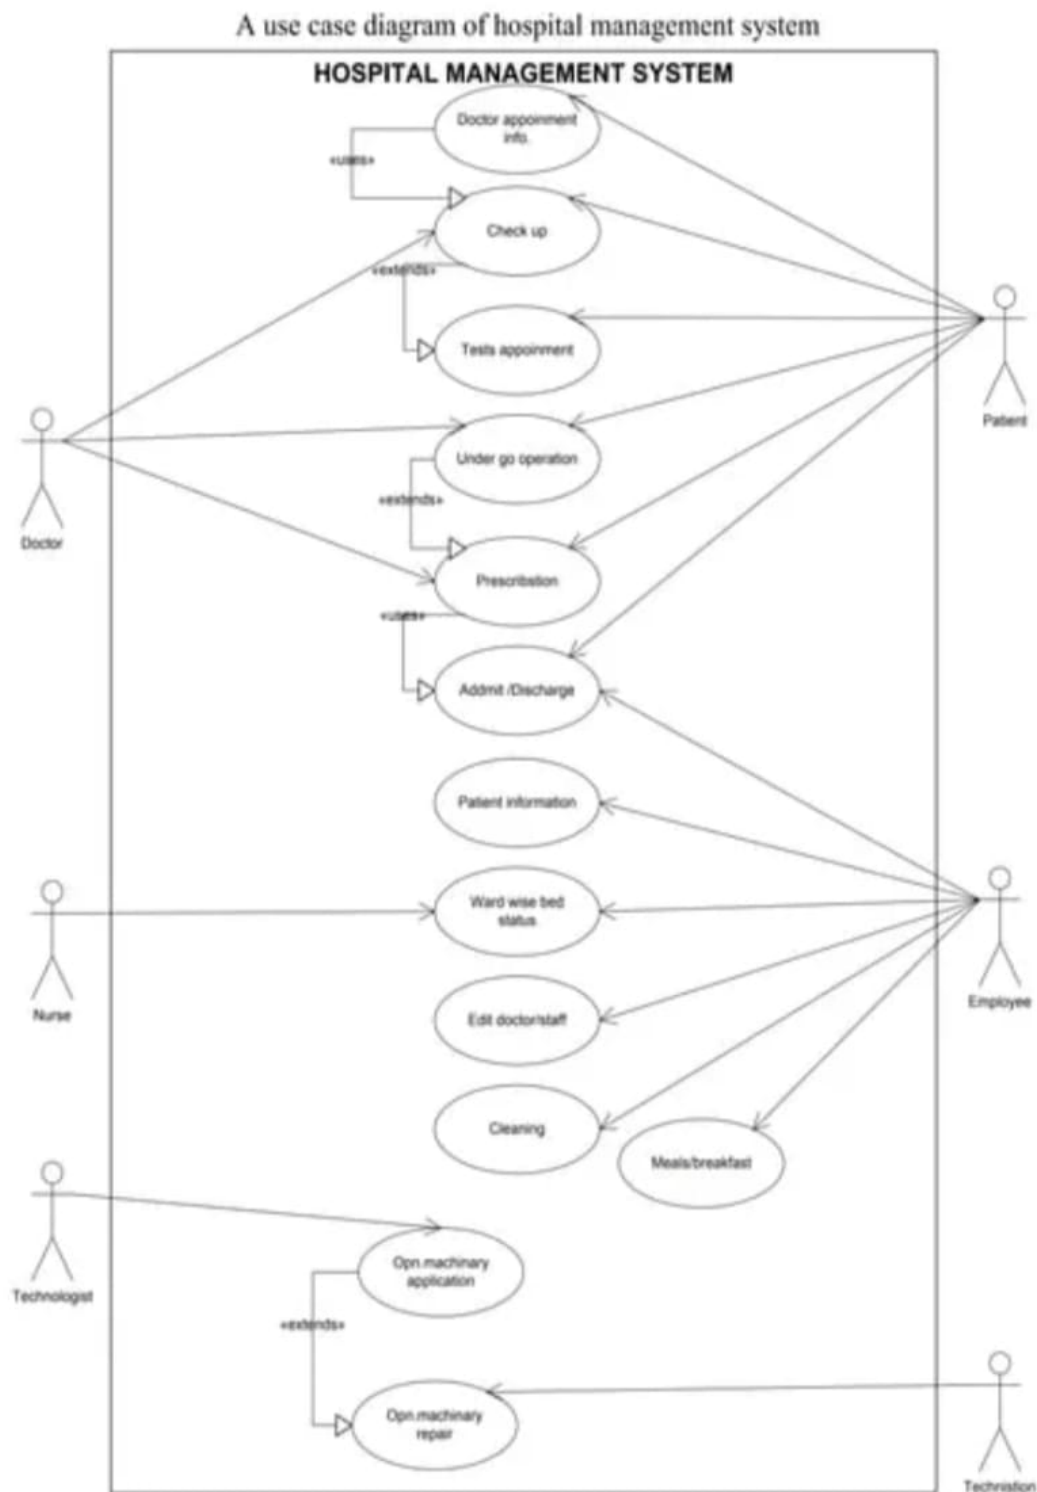 A use case diagram of hospital management system
HOSPITAL MANAGEMENT SYSTEM
Doctor appoinment
info.
«uses»
Check up
«extends»
Tests appoinment
Patient
Under go operation
«extends»
Doctor
Prescribstion
«uses»
Addmit /Discharge
Patient information
Ward wise bed
status
Nurse
Employee
Edit doctor/staff
Cleaning
Meals/breakfast
Opn.machinary
application
Technologist
«extends»
Opn.machinary
repair
Technistion